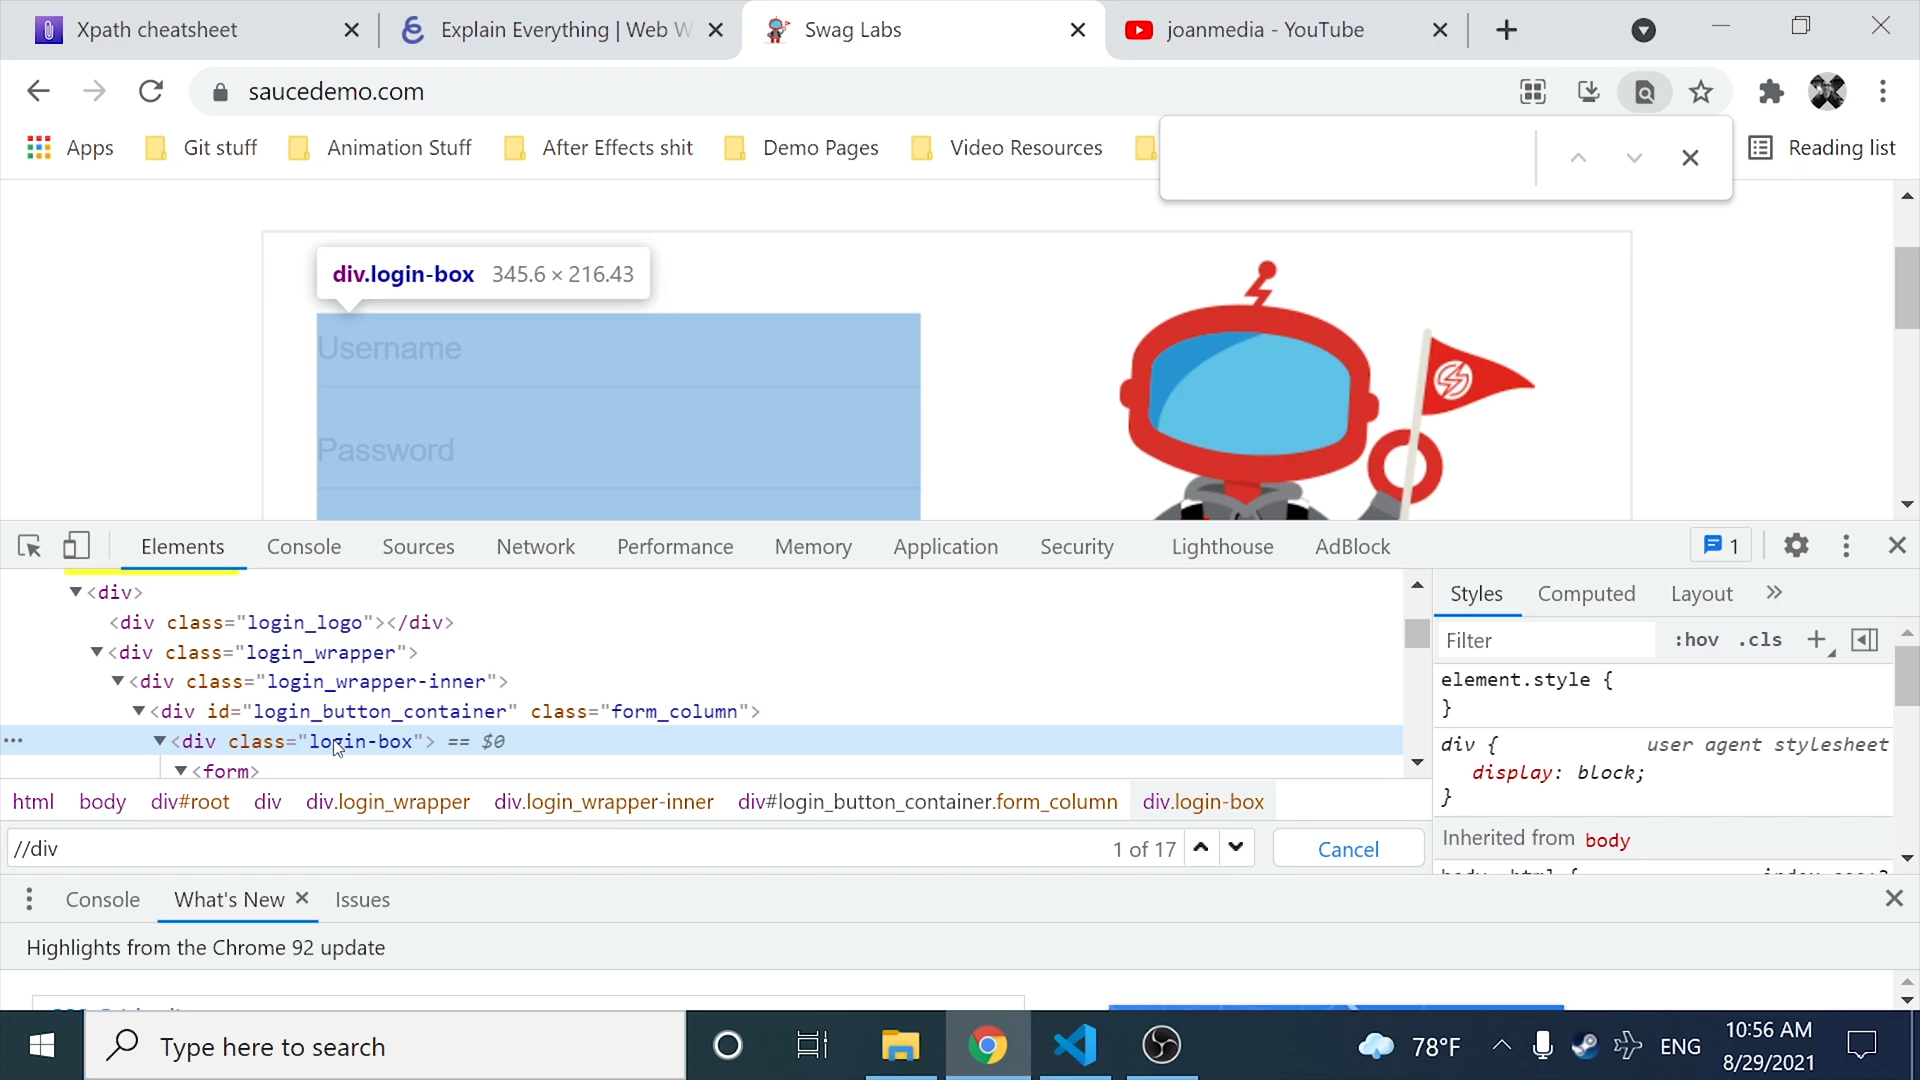 Xpath cheatsheet
Explain Everything | Web W
Swag Labs
joanmedia - YouTube
saucedemo.com
Apps
Git stuff
Animation Stuff
After Effects shit
Demo Pages
Video Resources
Reading list
div.login-box 345.6 × 216.43
Username
Password
Elements Console Sources Network Performance Memory Application Security Lighthouse AdBlock 1
<div>
<div class="login_logo"></div>
<div class="login_wrapper">
<div class="login_wrapper-inner">
<div id="login_button_container" class="form_column">
<div class="login-box"> == $0
<form>
html body div#root div div.login_wrapper div.login_wrapper-inner div#login_button_container.form_column div.login-box
//div 1 of 17 Cancel
Styles Computed Layout
Filter :hov .cls
element.style {
}
div { user agent stylesheet
display: block;
}
Inherited from body
Console What's New Issues
Highlights from the Chrome 92 update
Type here to search
78°F
ENG
10:56 AM
8/29/2021